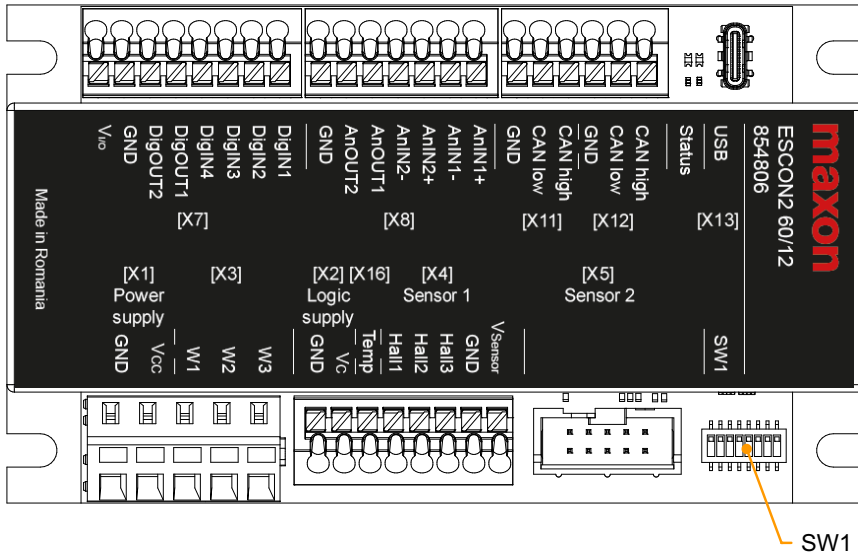 V I/O
GND
DigOUT2
DigOUT1
DigIN4
DigIN3
DigIN2
DigIN1
GND
AnOUT2
AnOUT1
AnIN2-
AnIN2+
AnIN1-
AnIN1+
GND
CAN low
CAN high
GND
CAN low
CAN high
Status
USB
ESCON2 60/12
854806
maxon
Made in Romania
[X7]
[X8]
[X11]
[X12]
[X13]
[X1]
Power
supply
[X3]
[X2]
Logic
supply
[X16]
[X4]
Sensor 1
[X5]
Sensor 2
GND
Vcc
W1
W2
W3
GND
Vc
Temp
Hall1
Hall2
Hall3
GND
VSensor
SW1
SW1